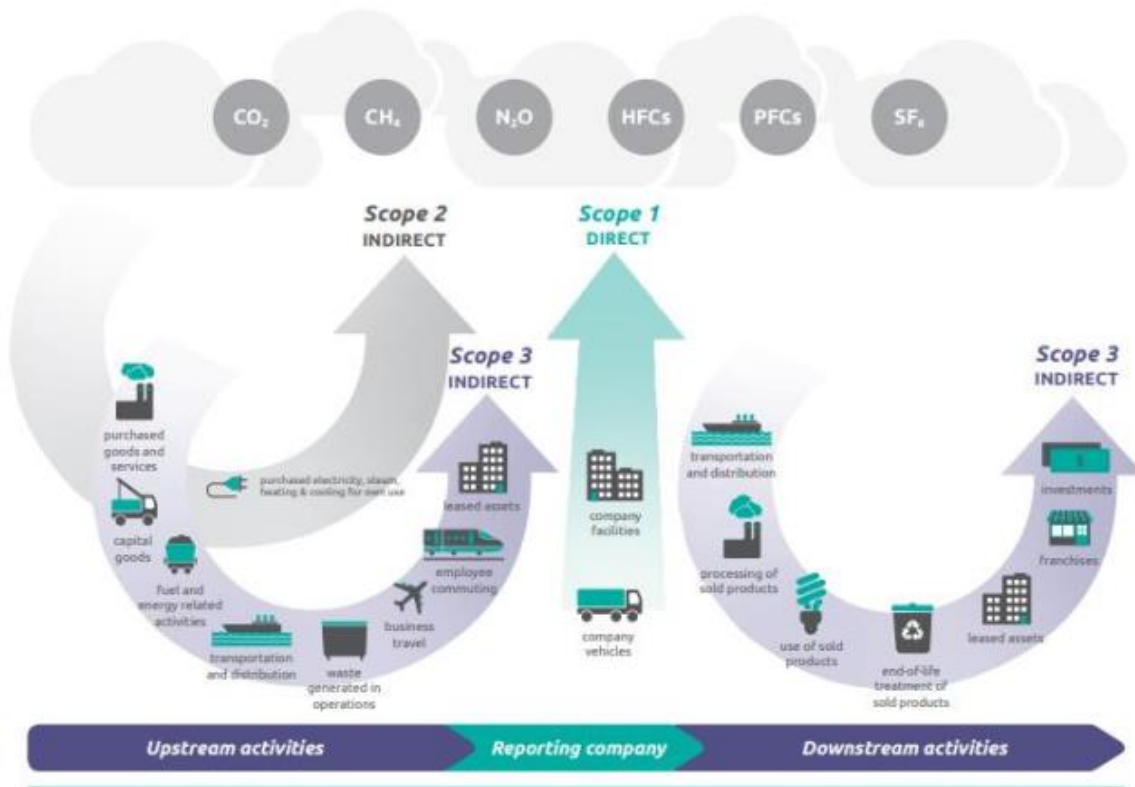 CO₂ CH₄ N₂O HFCs PFCs SF₆
Scope 2
INDIRECT
Scope 1
DIRECT
Scope 3
INDIRECT
Scope 3
INDIRECT
purchased
goods and
services
capital
goods
fuel and
energy related
activities
transportation
and distribution
waste
generated in
operations
business
travel
employee
commuting
leased assets
purchased electricity, steam,
heating & cooling for own use
company
facilities
company
vehicles
transportation
and distribution
processing of
sold products
use of sold
products
end-of-life
treatment of
sold products
leased assets
franchises
investments
Upstream activities
Reporting company
Downstream activities